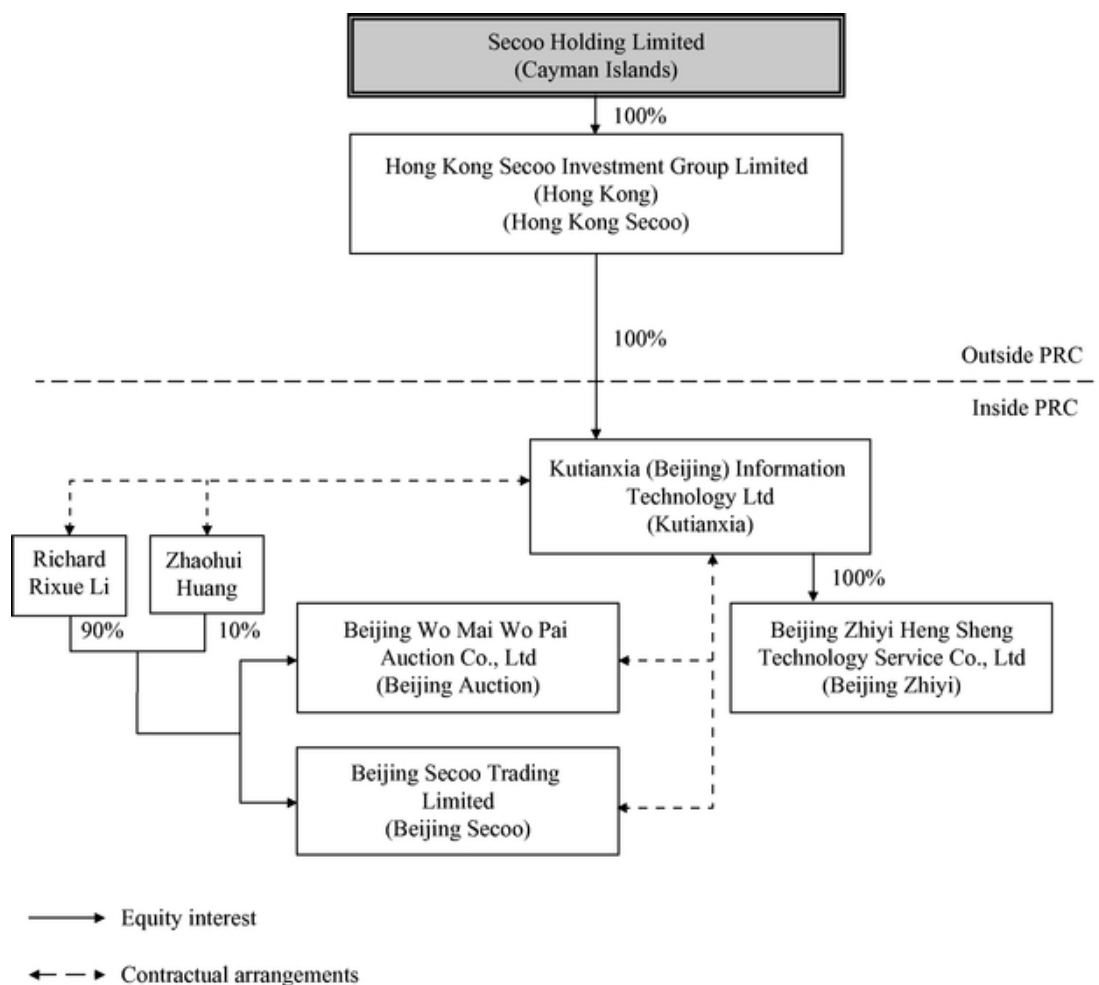 Secoo Holding Limited
(Cayman Islands)
100%
Hong Kong Secoo Investment Group Limited
(Hong Kong)
(Hong Kong Secoo)
100%
Outside PRC
Inside PRC
Kutianxia (Beijing) Information
Technology Ltd
(Kutianxia)
Richard
Rixue Li
Zhaohui
Huang
100%
90%
10%
Beijing Wo Mai Wo Pai
Auction Co., Ltd
(Beijing Auction)
Beijing Zhiyi Heng Sheng
Technology Service Co., Ltd
(Beijing Zhiyi)
Beijing Secoo Trading
Limited
(Beijing Secoo)
Equity interest
Contractual arrangements